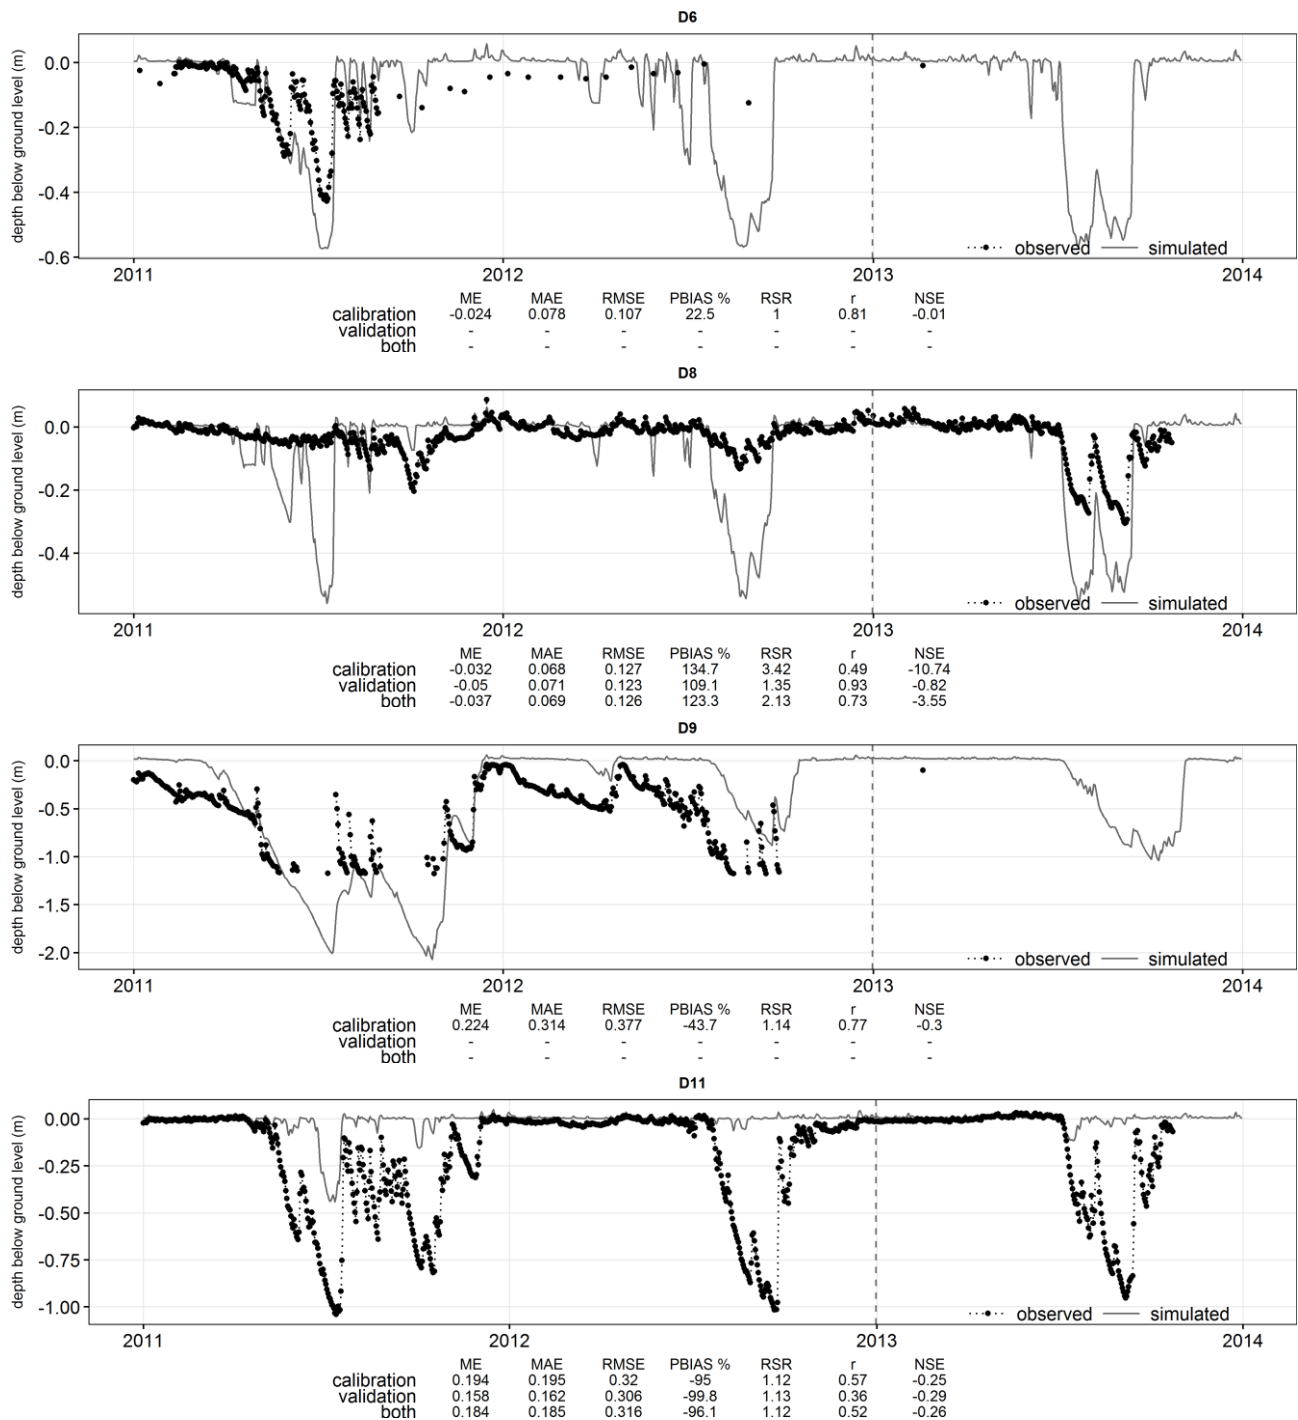 D6
depth below ground level (m)
0.0
-0.2
-0.4
-0.6
observed simulated
2011 2012 2013 2014
ME MAE RMSE PBIAS % RSR r NSE
calibration -0.024 0.078 0.107 22.5 1 0.81 -0.01
validation - - - - - - -
both - - - - - - -
D8
depth below ground level (m)
0.0
-0.2
-0.4
observed simulated
2011 2012 2013 2014
ME MAE RMSE PBIAS % RSR r NSE
calibration -0.032 0.068 0.127 134.7 3.42 0.49 -10.74
validation -0.05 0.071 0.123 109.1 1.35 0.93 -0.82
both -0.037 0.069 0.126 123.3 2.13 0.73 -3.55
D9
depth below ground level (m)
0.0
-0.5
-1.0
-1.5
-2.0
observed simulated
2011 2012 2013 2014
ME MAE RMSE PBIAS % RSR r NSE
calibration 0.224 0.314 0.377 -43.7 1.14 0.77 -0.3
validation - - - - - - -
both - - - - - - -
D11
depth below ground level (m)
0.00
-0.25
-0.50
-0.75
-1.00
observed simulated
2011 2012 2013 2014
ME MAE RMSE PBIAS % RSR r NSE
calibration 0.194 0.195 0.32 -95 1.12 0.57 -0.25
validation 0.158 0.162 0.306 -99.8 1.13 0.36 -0.29
both 0.184 0.185 0.316 -96.1 1.12 0.52 -0.26